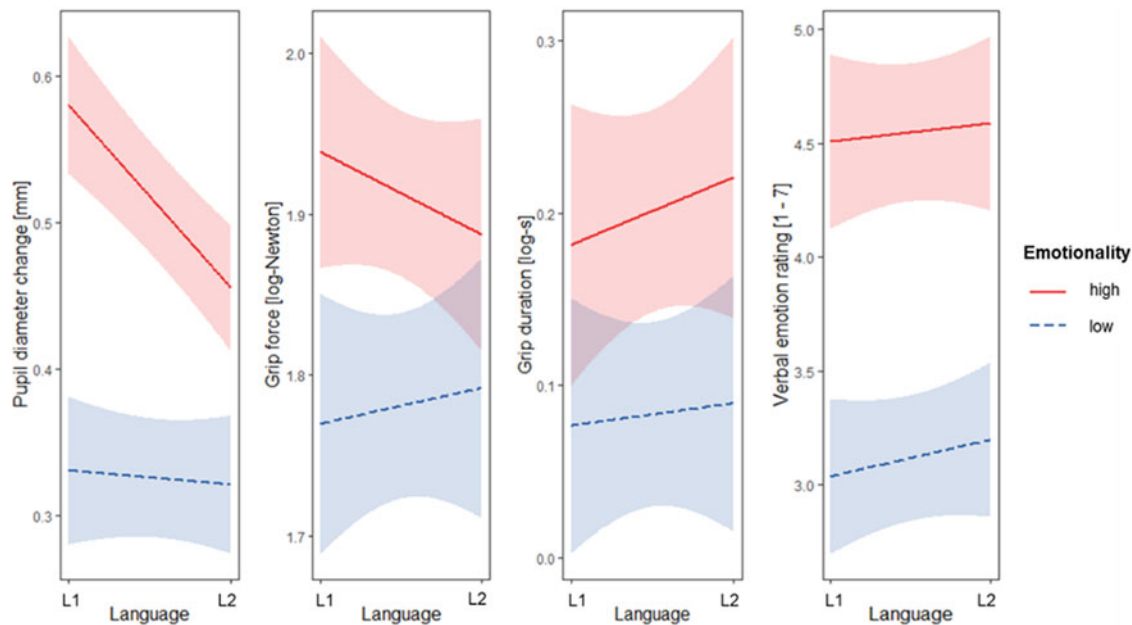 Pupil diameter change [mm]
0.6
0.5
0.4
0.3
L1
L2
Language
Grip force [log-Newton]
2.0
1.9
1.8
1.7
L1
L2
Language
Grip duration [log-s]
0.3
0.2
0.1
0.0
L1
L2
Language
Verbal emotion rating [1 - 7]
5.0
4.5
4.0
3.5
3.0
L1
L2
Language
Emotionality
high
low